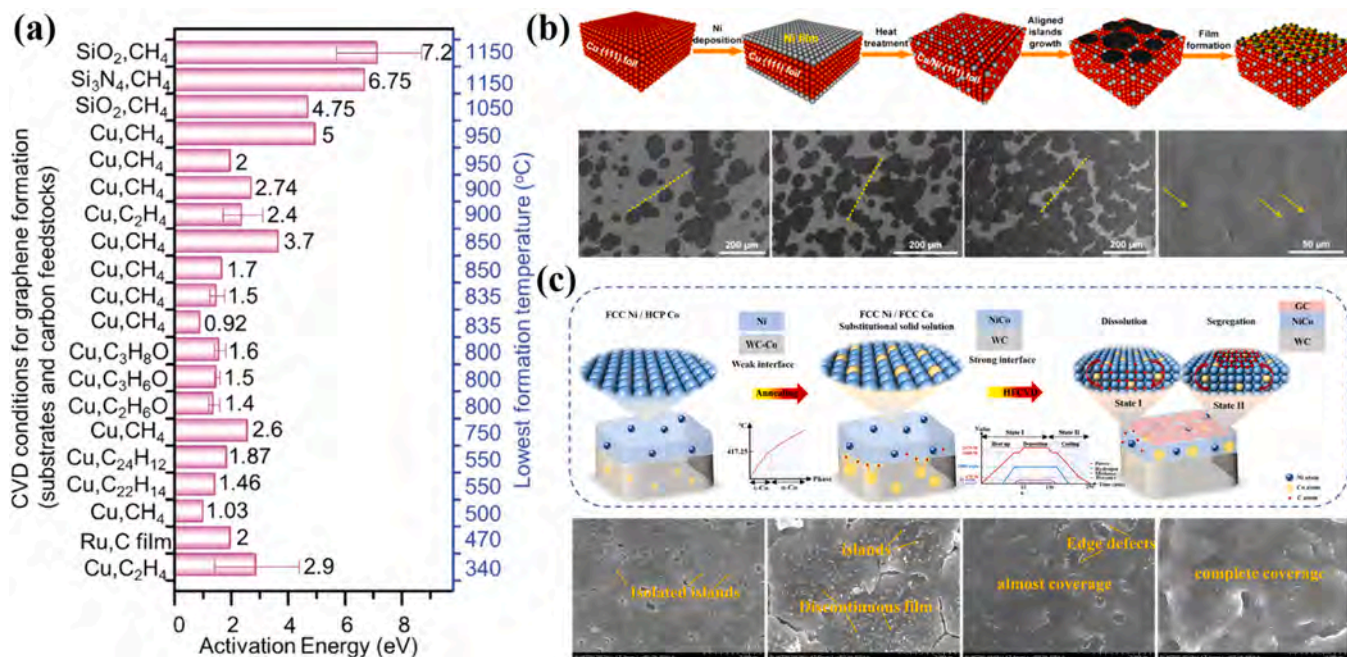 (a)
CVD conditions for graphene formation
(substrates and carbon feedstocks)
SiO2,CH4 7.2 1150
Si3N4,CH4 6.75 1150
SiO2,CH4 4.75 1050
Cu,CH4 5 950
Cu,CH4 2 950
Cu,CH4 2.74 900
Cu,C2H4 2.4 900
Cu,CH4 3.7 850
Cu,CH4 1.7 850
Cu,CH4 1.5 835
Cu,CH4 0.92 835
Cu,C3H8O 1.6 800
Cu,C3H6O 1.5 800
Cu,C2H6O 1.4 800
Cu,CH4 2.6 750
Cu,C24H12 1.87 550
Cu,C22H14 1.46 550
Cu,CH4 1.03 500
Ru,C film 2 470
Cu,C2H4 2.9 340
0 2 4 6 8
Activation Energy (eV)
Lowest formation temperature (°C)
(b)
Ni
deposition
Heat
treatment
Aligned
islands
growth
Film
formation
Cu (111) foil
Ni film
Cu (111) foil
Cu/Ni (111) foil
200 μm
200 μm
200 μm
50 μm
(c)
FCC Ni / HCP Co
Ni
WC-Co
Weak interface
Annealing
°C
417.25
Phase
FCC Ni / FCC Co
Substitutional solid solution
NiCo
WC
Strong interface
HFCVD
State I State II
Heat up Deposition Cooling
Dissolution
Segregation
GC
NiCo
WC
State I
State II
Ni atom
Co atom
C atom
Isolated islands
islands
Discontinuous film
Edge defects
almost coverage
complete coverage